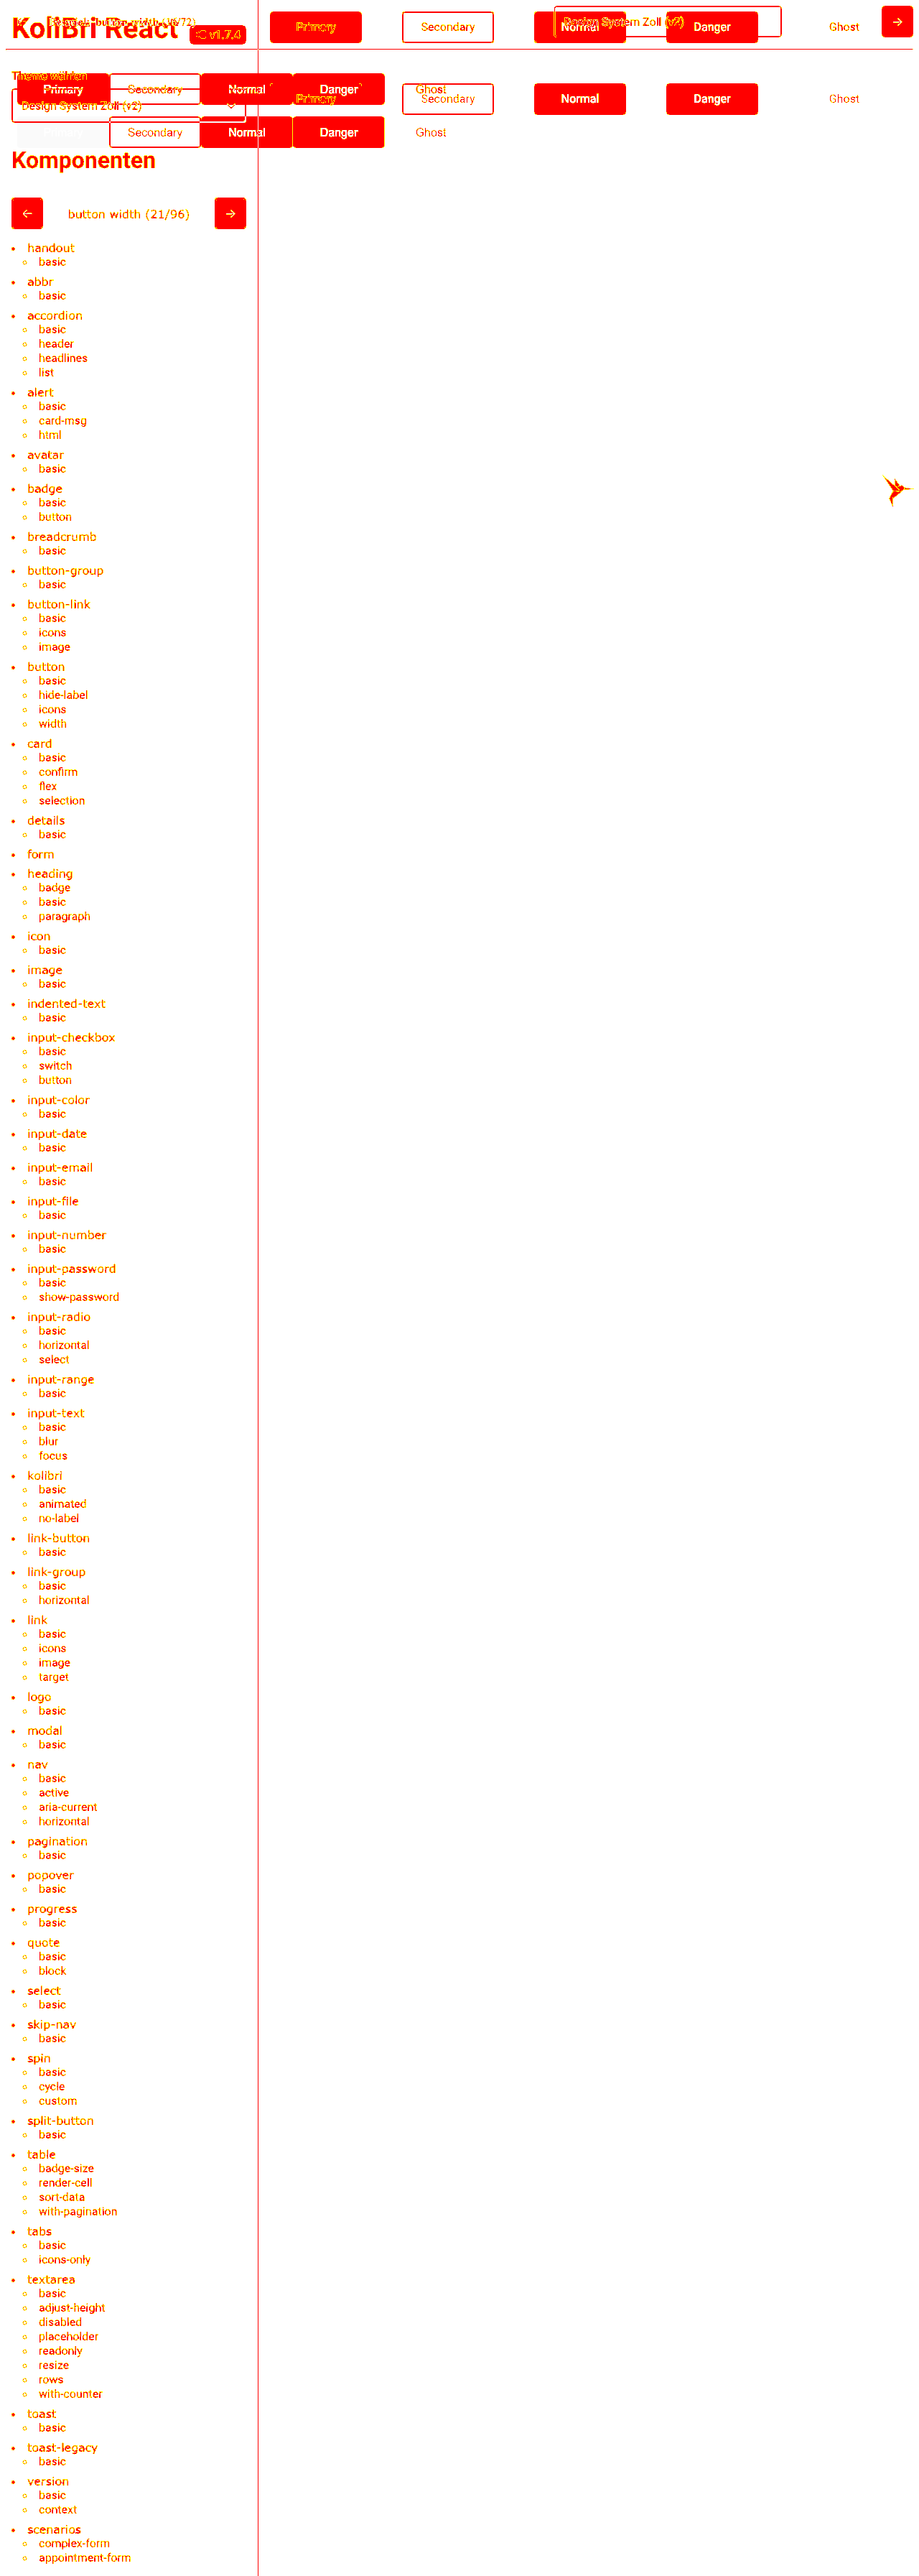 KoliBri React
v1.7.4
Primary
Secondary
Normal
Danger
Design System Zoll (v2)
Ghost
Theme wählen
Primary
Secondary
Normal
Danger
Ghost
Design System Zoll (v2)
Primary
Secondary
Normal
Danger
Ghost
Secondary
Normal
Danger
Ghost
Komponenten
button width (21/96)
handout
basic
abbr
basic
accordion
basic
header
headlines
list
alert
basic
card-msg
html
avatar
basic
badge
basic
button
breadcrumb
basic
button-group
basic
button-link
basic
icons
image
button
basic
hide-label
icons
width
card
basic
confirm
flex
selection
details
basic
form
heading
badge
basic
paragraph
icon
basic
image
basic
indented-text
basic
input-checkbox
basic
switch
button
input-color
basic
input-date
basic
input-email
basic
input-file
basic
input-number
basic
input-password
basic
show-password
input-radio
basic
horizontal
select
input-range
basic
input-text
basic
blur
focus
kolibri
basic
animated
no-label
link-button
basic
link-group
basic
horizontal
link
basic
icons
image
target
logo
basic
modal
basic
nav
basic
active
aria-current
horizontal
pagination
basic
popover
basic
progress
basic
quote
basic
block
select
basic
skip-nav
basic
spin
basic
cycle
custom
split-button
basic
table
badge-size
render-cell
sort-data
with-pagination
tabs
basic
icons-only
textarea
basic
adjust-height
disabled
placeholder
readonly
resize
rows
with-counter
toast
basic
toast-legacy
basic
version
basic
context
scenarios
complex-form
appointment-form